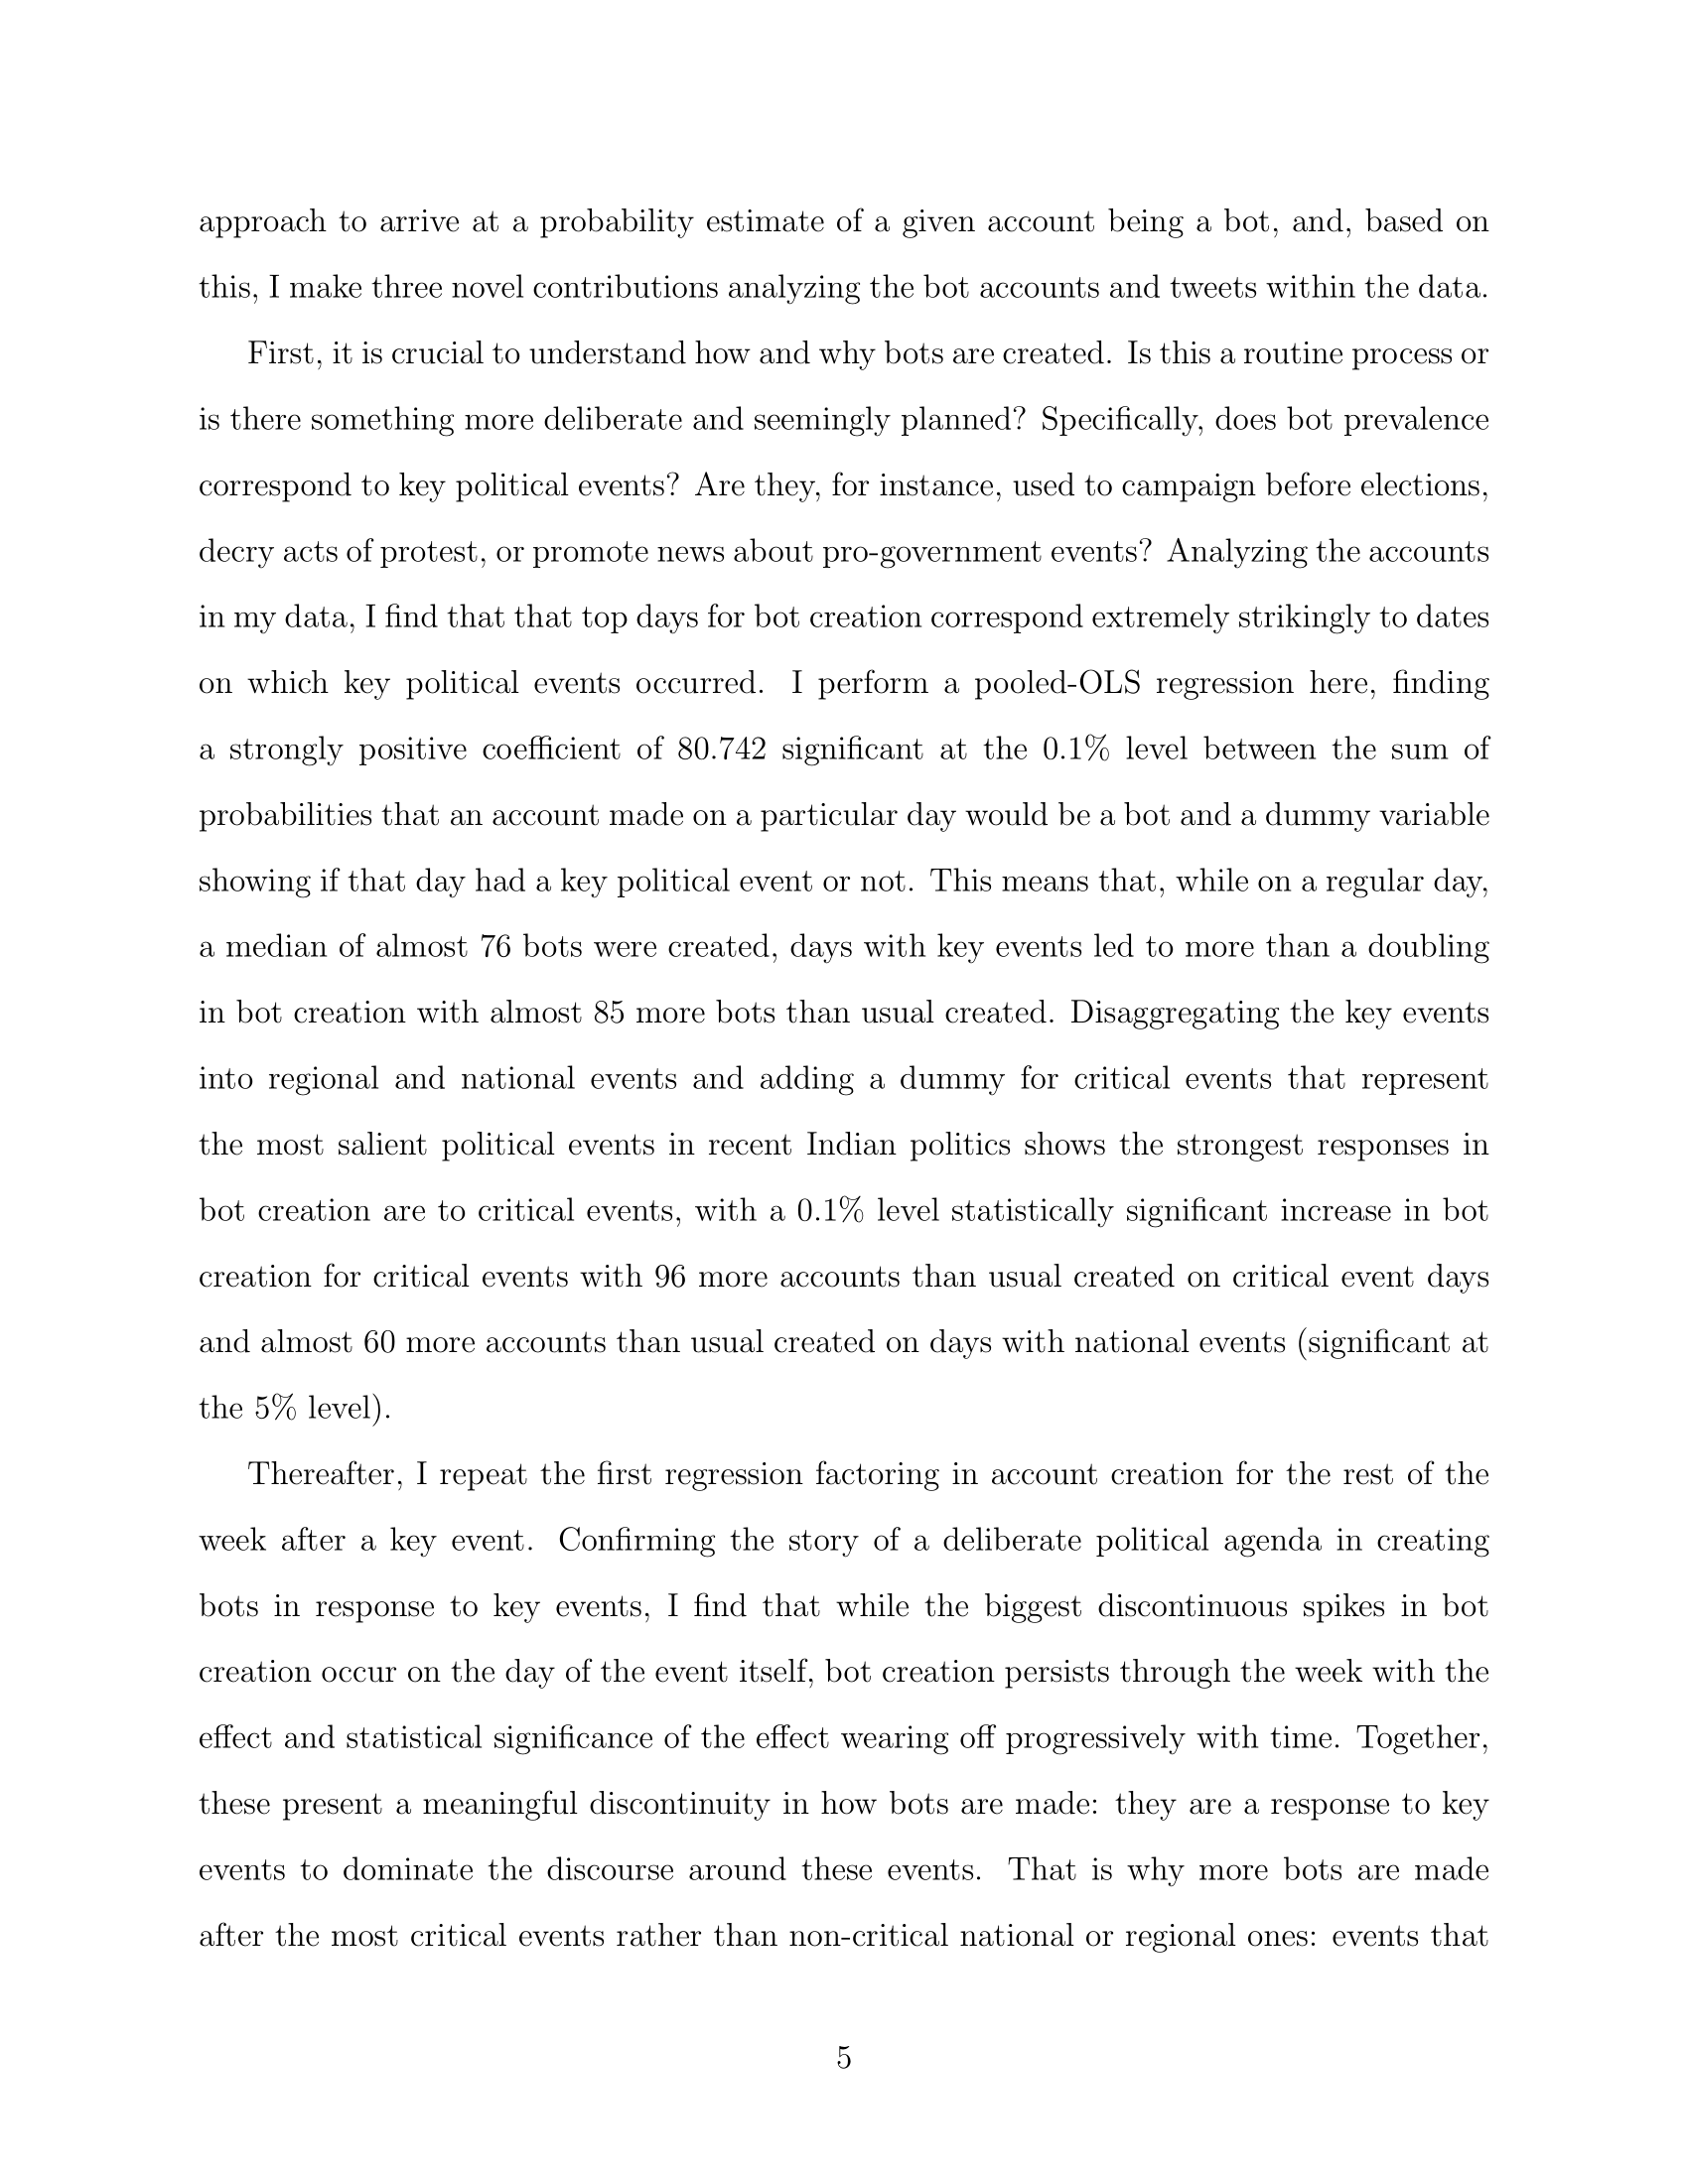 approach to arrive at a probability estimate of a given account being a bot, and, based on
this, I make three novel contributions analyzing the bot accounts and tweets within the data.
First, it is crucial to understand how and why bots are created. Is this a routine process or
is there something more deliberate and seemingly planned? Specifically, does bot prevalence
correspond to key political events? Are they, for instance, used to campaign before elections,
decry acts of protest, or promote news about pro-government events? Analyzing the accounts
in my data, I find that that top days for bot creation correspond extremely strikingly to dates
on which key political events occurred. I perform a pooled-OLS regression here, finding
a strongly positive coefficient of 80.742 significant at the 0.1% level between the sum of
probabilities that an account made on a particular day would be a bot and a dummy variable
showing if that day had a key political event or not. This means that, while on a regular day,
a median of almost 76 bots were created, days with key events led to more than a doubling
in bot creation with almost 85 more bots than usual created. Disaggregating the key events
into regional and national events and adding a dummy for critical events that represent
the most salient political events in recent Indian politics shows the strongest responses in
bot creation are to critical events, with a 0.1% level statistically significant increase in bot
creation for critical events with 96 more accounts than usual created on critical event days
and almost 60 more accounts than usual created on days with national events (significant at
the 5% level).
Thereafter, I repeat the first regression factoring in account creation for the rest of the
week after a key event. Confirming the story of a deliberate political agenda in creating
bots in response to key events, I find that while the biggest discontinuous spikes in bot
creation occur on the day of the event itself, bot creation persists through the week with the
effect and statistical significance of the effect wearing off progressively with time. Together,
these present a meaningful discontinuity in how bots are made: they are a response to key
events to dominate the discourse around these events. That is why more bots are made
after the most critical events rather than non-critical national or regional ones: events that
5